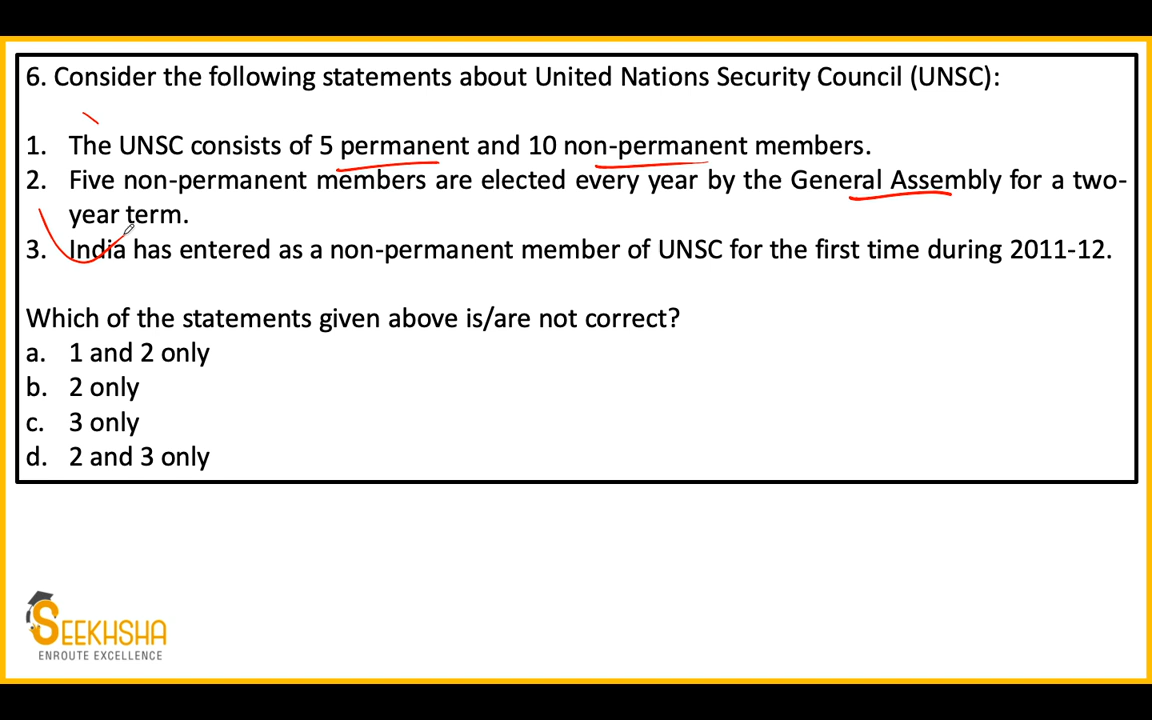 6. Consider the following statements about United Nations Security Council (UNSC):
1. The UNSC consists of 5 permanent and 10 non-permanent members.
2. Five non-permanent members are elected every year by the General Assembly for a two-
year term.
3. India has entered as a non-permanent member of UNSC for the first time during 2011-12.
Which of the statements given above is/are not correct?
a. 1 and 2 only
b. 2 only
c. 3 only
d. 2 and 3 only
SEEKHSHA
ENROUTE EXCELLENCE